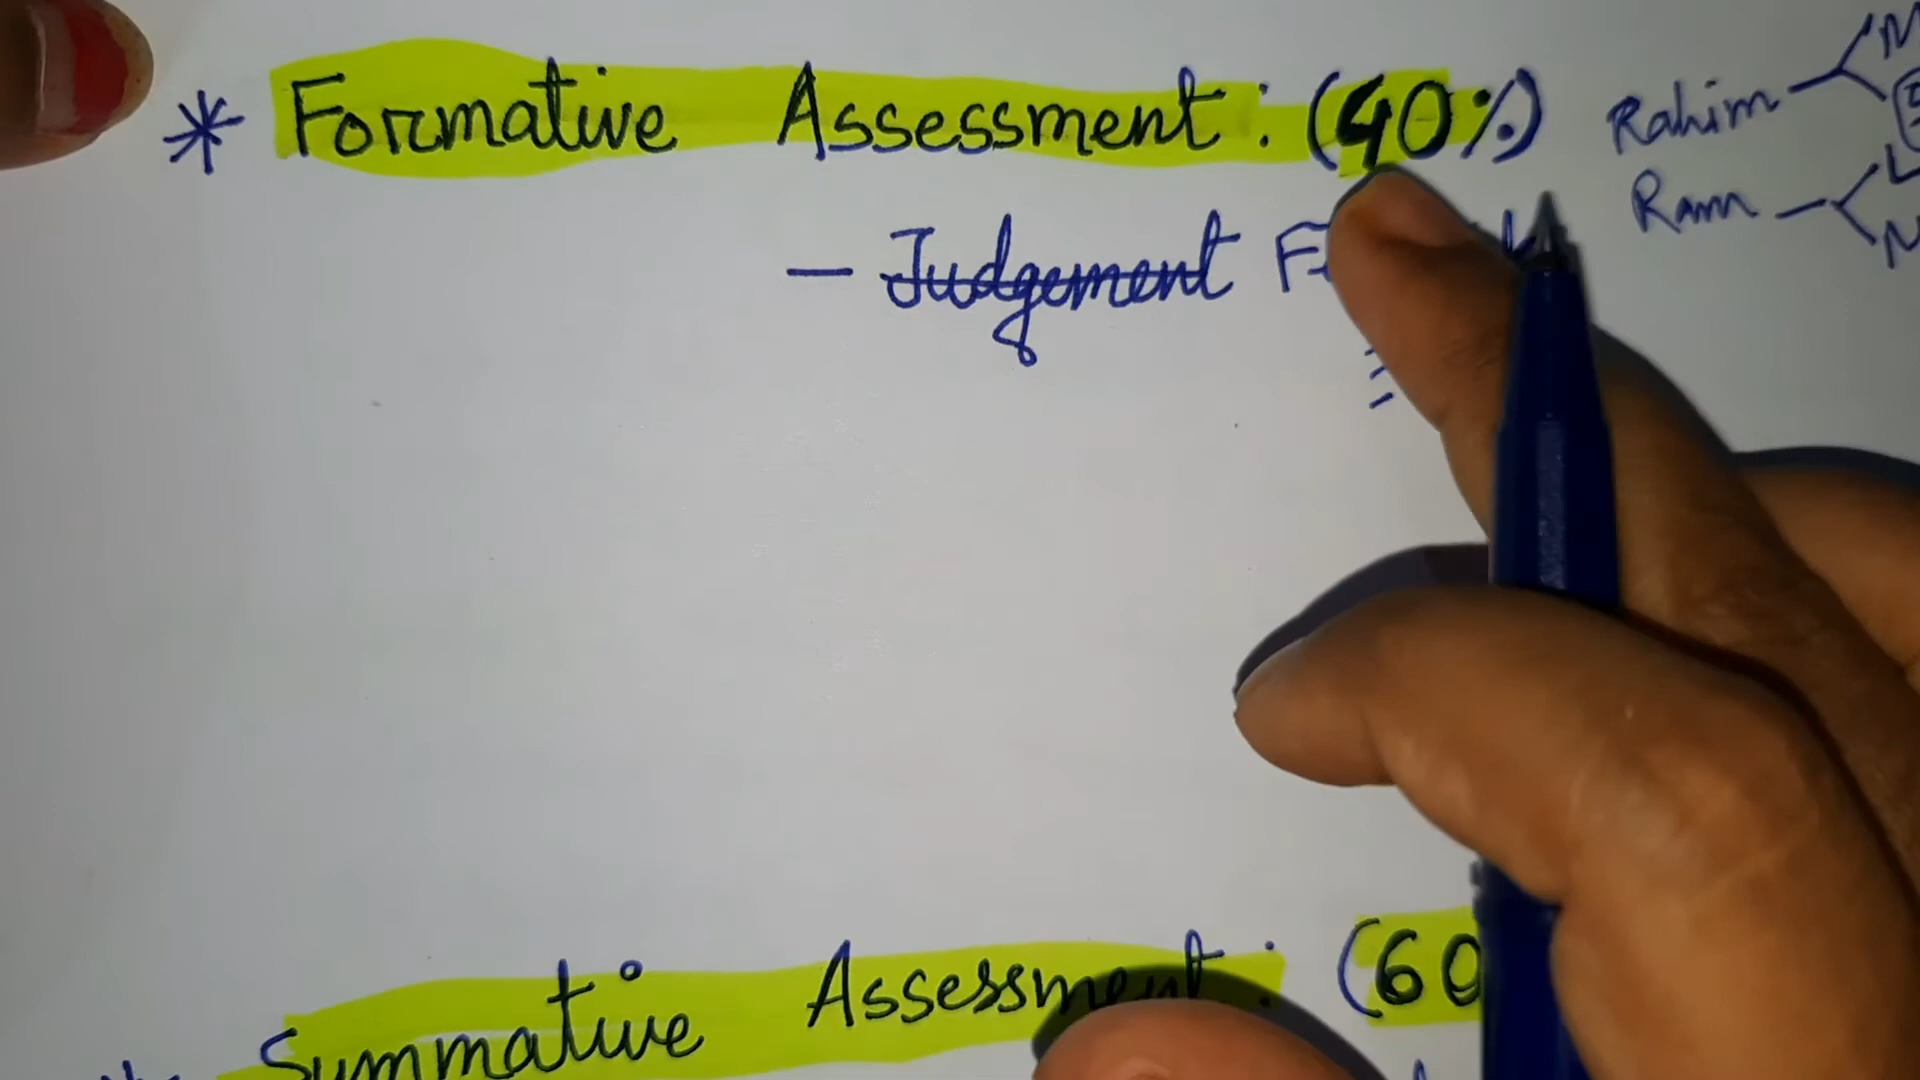 * Formative Assessment : (40%)
Rahim
Ram
— Judgement
Summative Assessment : (60